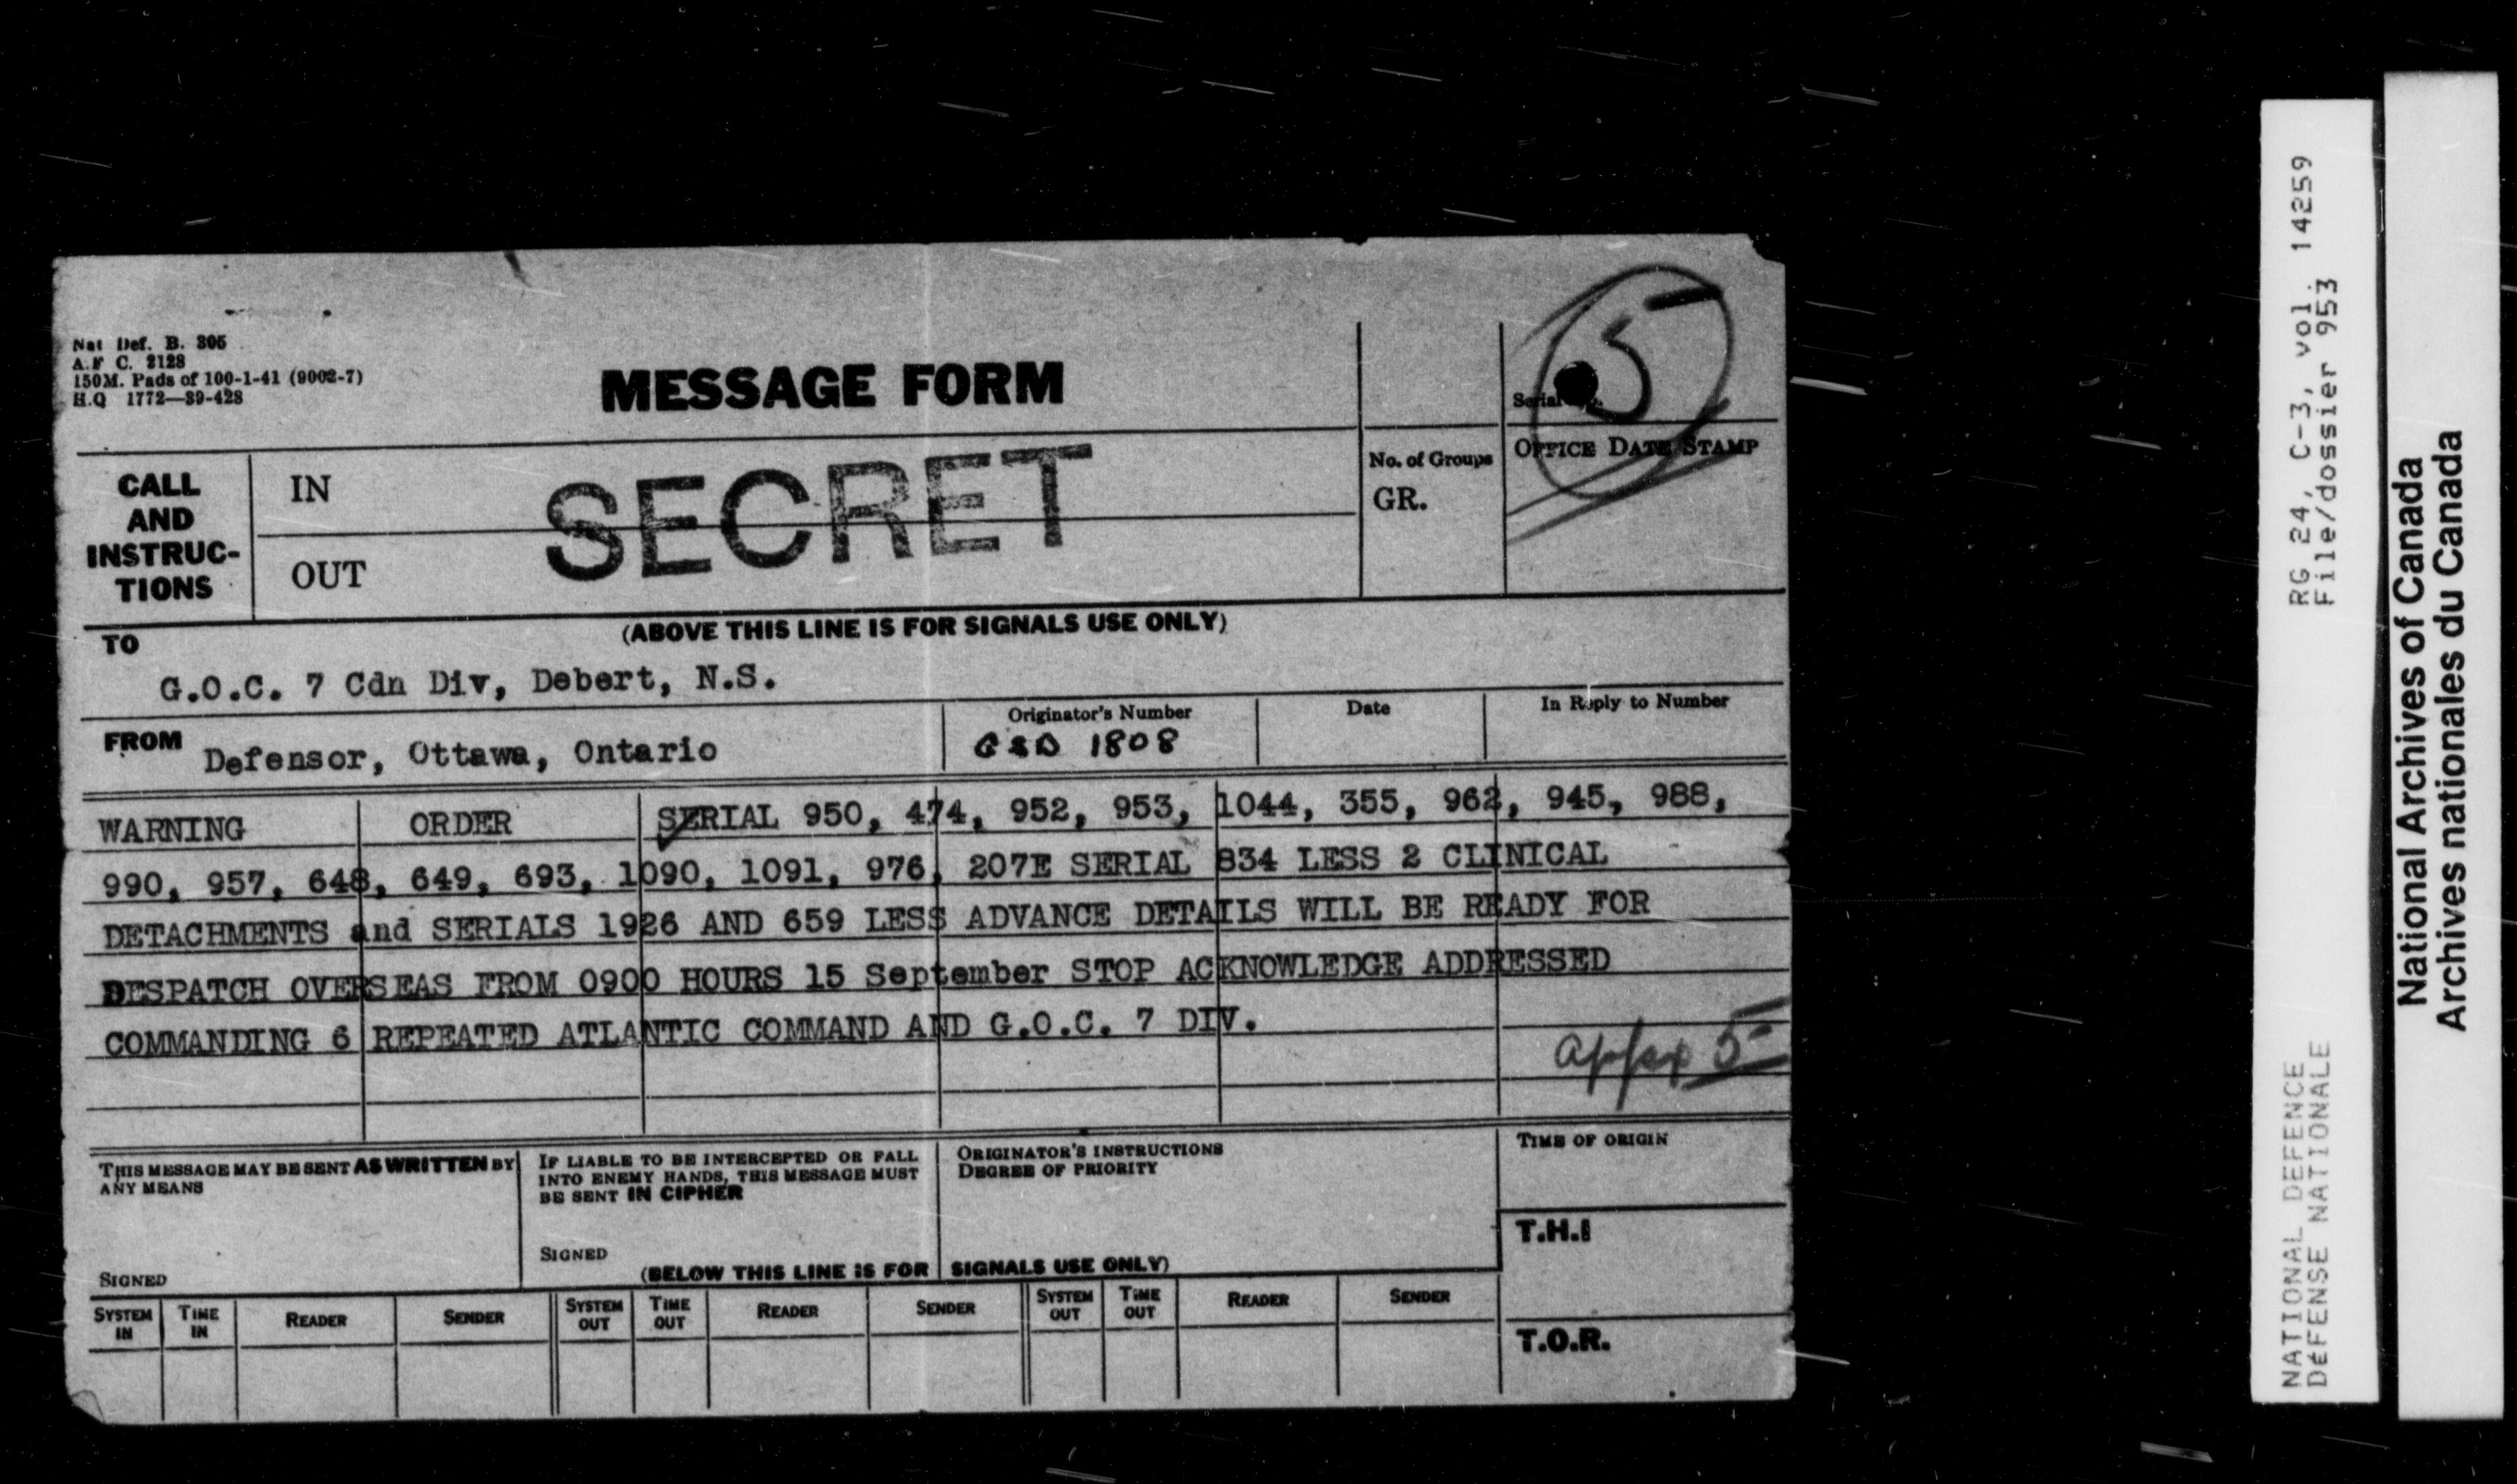 Nat Def. B. 305
A.F C. 2128
150M. Pads of 100-1-41 (9002-7)
H.Q 1772—39-428
MESSAGE FORM
5
Serial No.
CALL AND INSTRUC-TIONS
IN
OUT
SECRET
No. of Groups
GR.
OFFICE DATE STAMP
(ABOVE THIS LINE IS FOR SIGNALS USE ONLY)
TO
G.O.C. 7 Cdn Div, Debert, N.S.
FROM Defensor, Ottawa, Ontario
Originator's Number
GSD 1808
Date
In Reply to Number
WARNING ORDER SERIAL 950, 474, 952, 953, 1044, 355, 962, 945, 988,
990, 957, 648, 649, 693, 1090, 1091, 976, 207E SERIAL 834 LESS 2 CLINICAL
DETACHMENTS and SERIALS 1926 AND 659 LESS ADVANCE DETAILS WILL BE READY FOR
DESPATCH OVERSEAS FROM 0900 HOURS 15 September STOP ACKNOWLEDGE ADDRESSED
COMMANDING 6 REPEATED ATLANTIC COMMAND AND G.O.C. 7 DIV.
5
THIS MESSAGE MAY BE SENT AS WRITTEN BY
ANY MEANS
SIGNED
IF LIABLE TO BE INTERCEPTED OR FALL
INTO ENEMY HANDS, THIS MESSAGE MUST
BE SENT IN CIPHER
SIGNED
ORIGINATOR'S INSTRUCTIONS
DEGREE OF PRIORITY
TIME OF ORIGIN
T.H.I
T.O.R.
(BELOW THIS LINE IS FOR SIGNALS USE ONLY)
SYSTEM IN TIME IN READER SENDER SYSTEM OUT TIME OUT READER SENDER SYSTEM OUT TIME OUT READER SENDER
NATIONAL DEFENCE RG 24, C-3, vol. 14259
DÉFENSE NATIONALE File/dossier 953
National Archives of Canada
Archives nationales du Canada